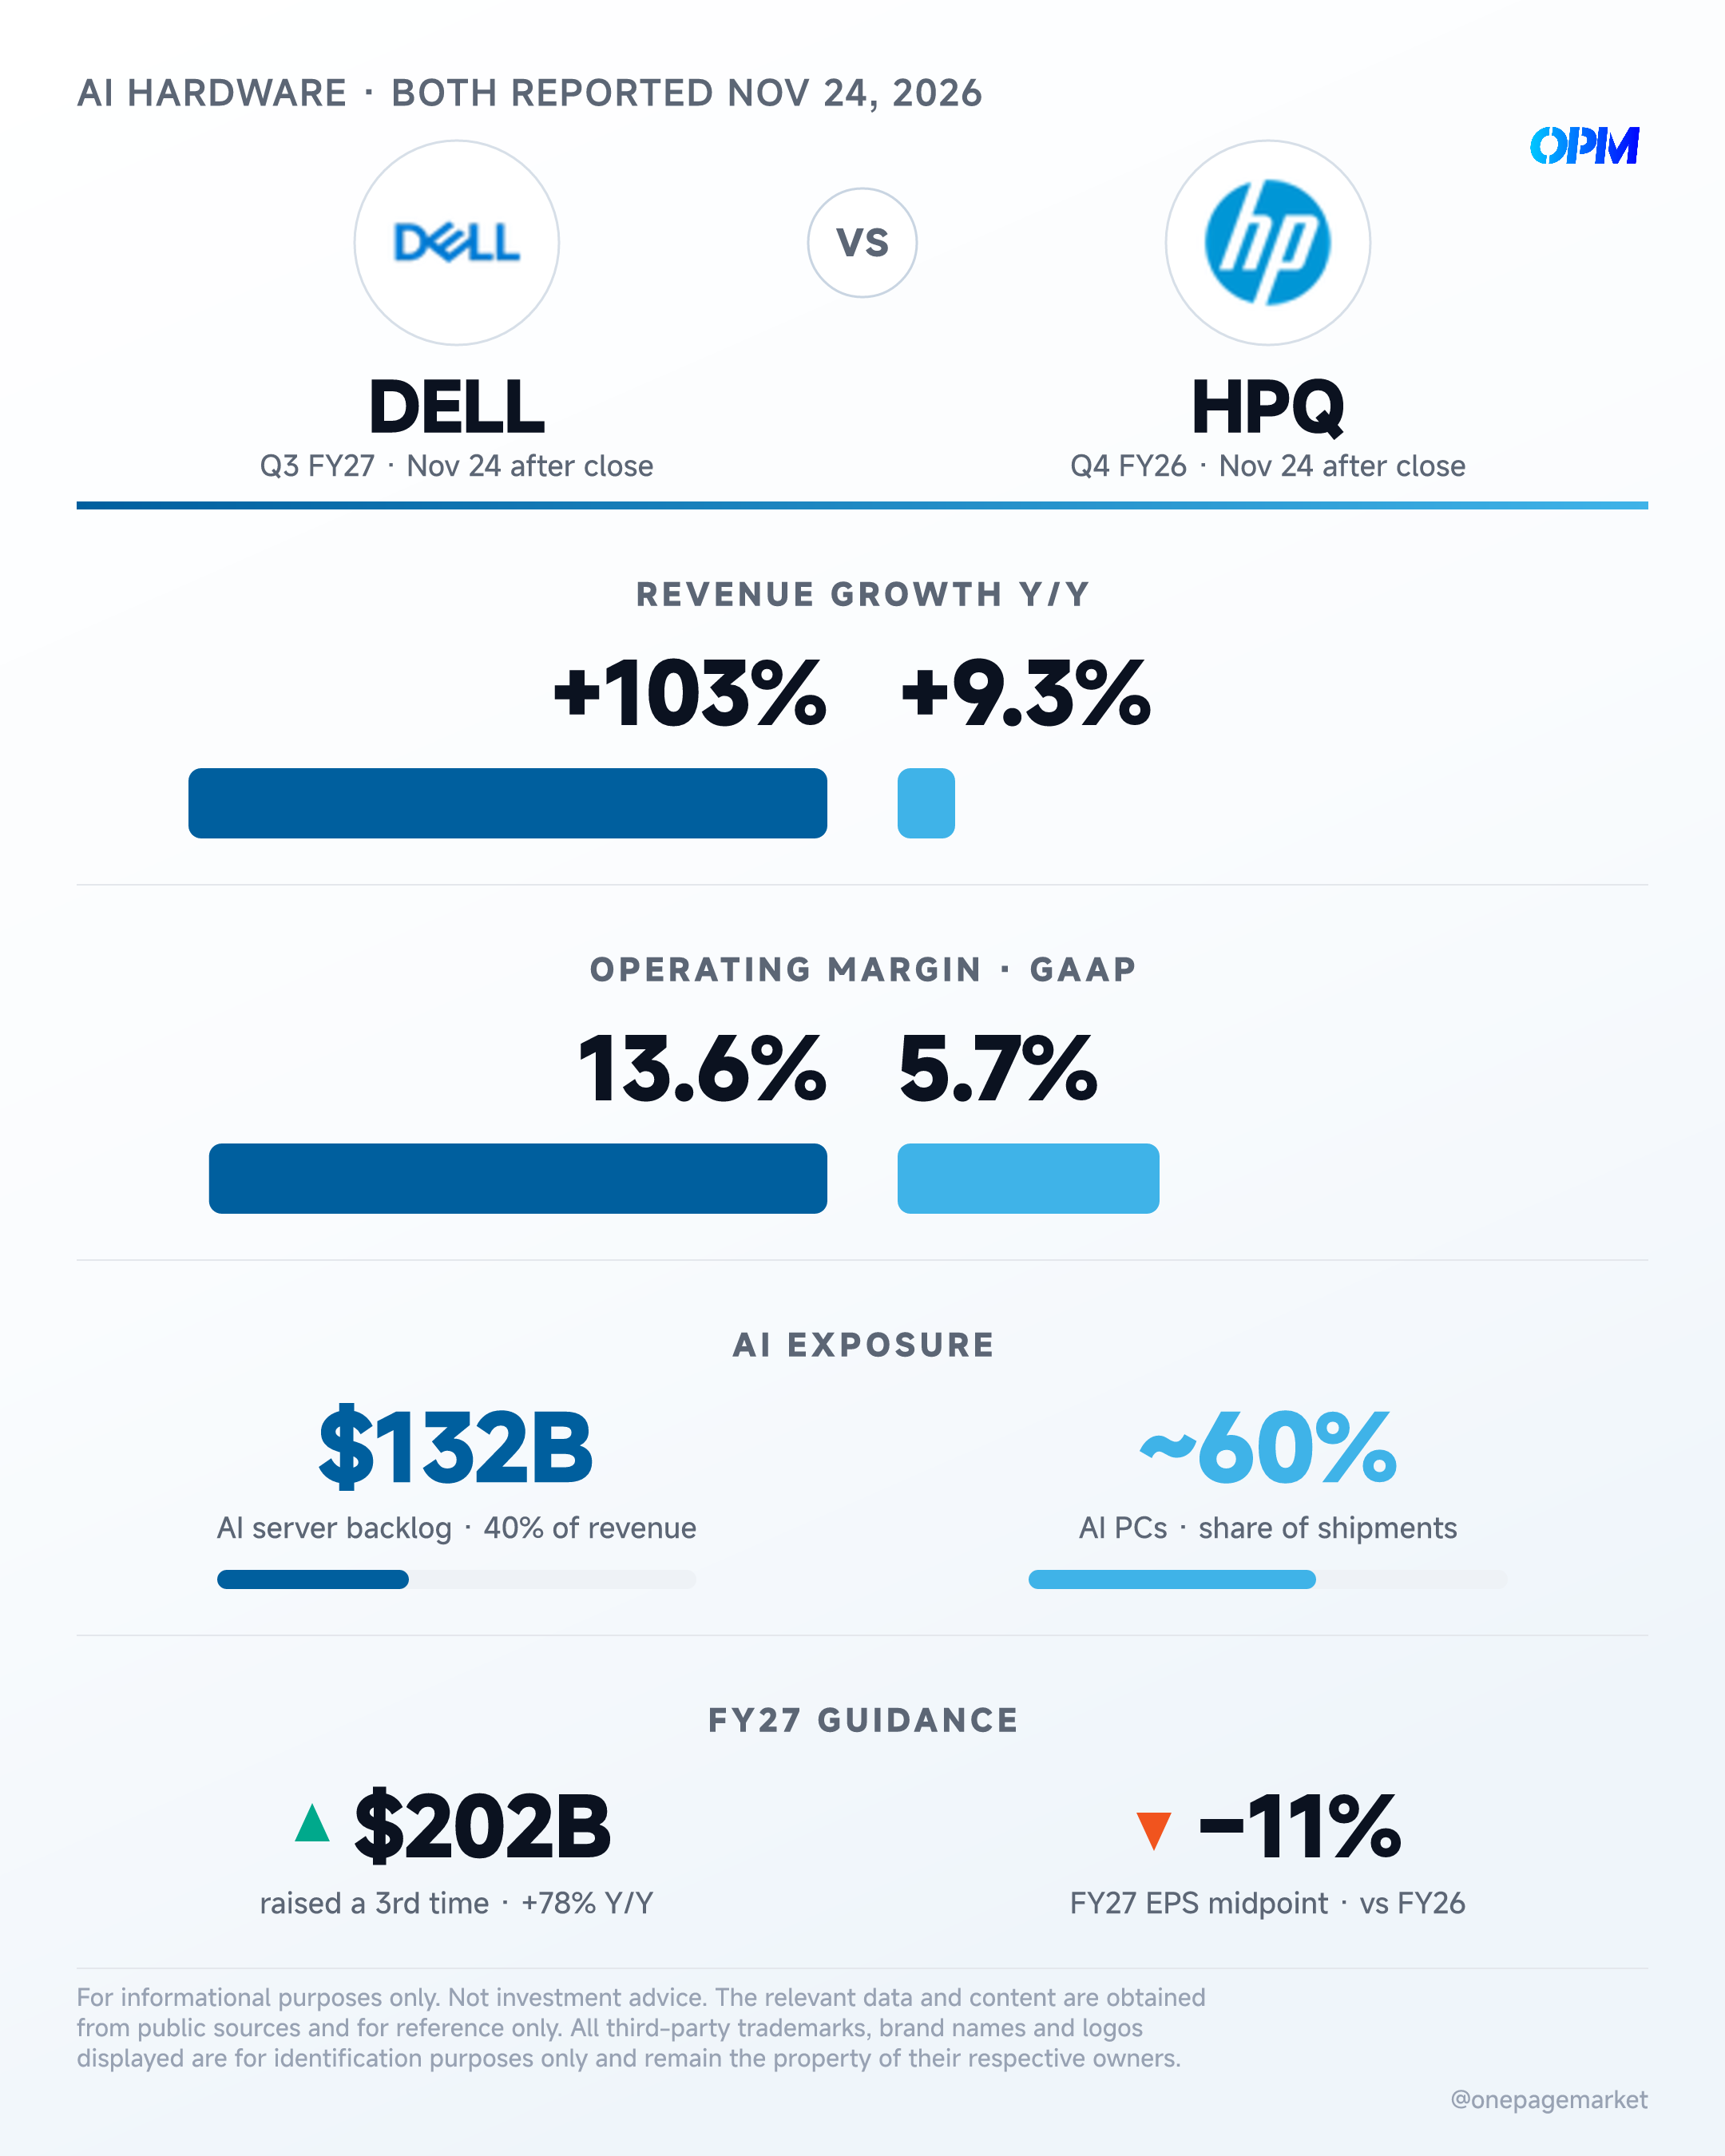 AI HARDWARE · BOTH REPORTED NOV 24, 2026
OPM
DELL
VS
hp
DELL
HPQ
Q3 FY27 · Nov 24 after close
Q4 FY26 · Nov 24 after close
REVENUE GROWTH Y/Y
+103%
+9.3%
OPERATING MARGIN · GAAP
13.6%
5.7%
AI EXPOSURE
$132B
~60%
AI server backlog · 40% of revenue
AI PCs · share of shipments
FY27 GUIDANCE
▲ $202B
▼ −11%
raised a 3rd time · +78% Y/Y
FY27 EPS midpoint · vs FY26
For informational purposes only. Not investment advice. The relevant data and content are obtained
from public sources and for reference only. All third-party trademarks, brand names and logos
displayed are for identification purposes only and remain the property of their respective owners.
@onepagemarket